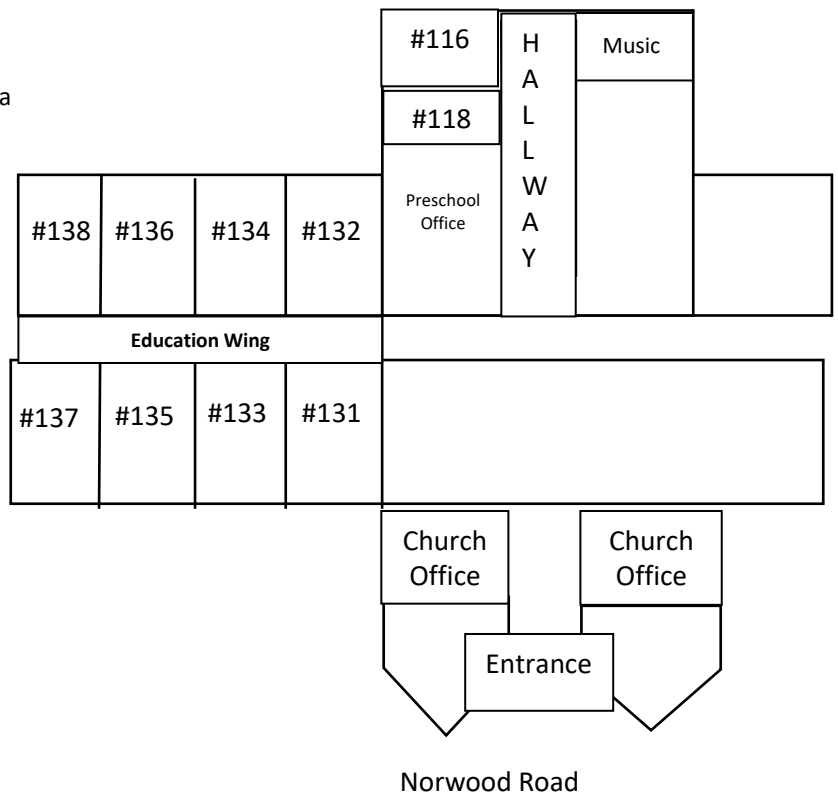 #116
H
A
L
L
W
A
Y
Music
a
#118
Preschool
Office
#138
#136
#134
#132
Education Wing
#137
#135
#133
#131
Church
Office
Church
Office
Entrance
Norwood Road